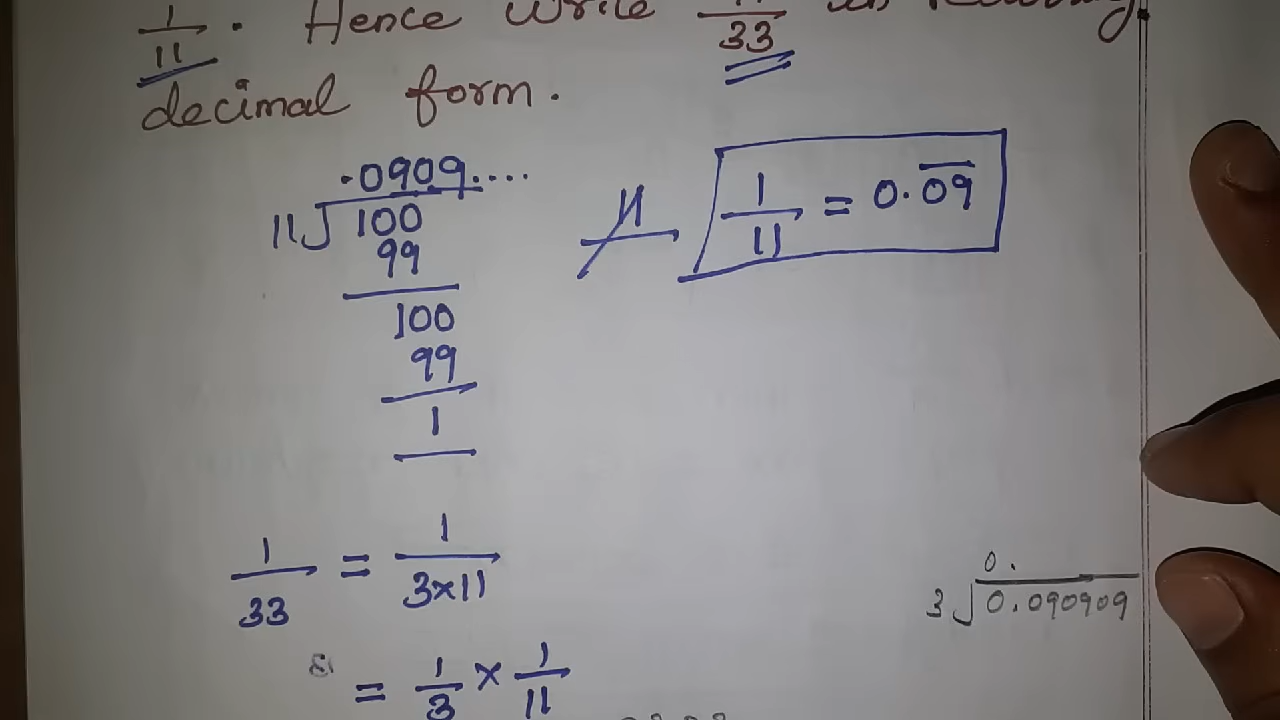 1/11. Hence write /33 in
decimal form.
.0909....
11 ) 100
99
100
99
1
1/11 = 0.0̅9̅
1/33 = 1/3×11
= 1/3 × 1/11
0.
3 ) 0.090909